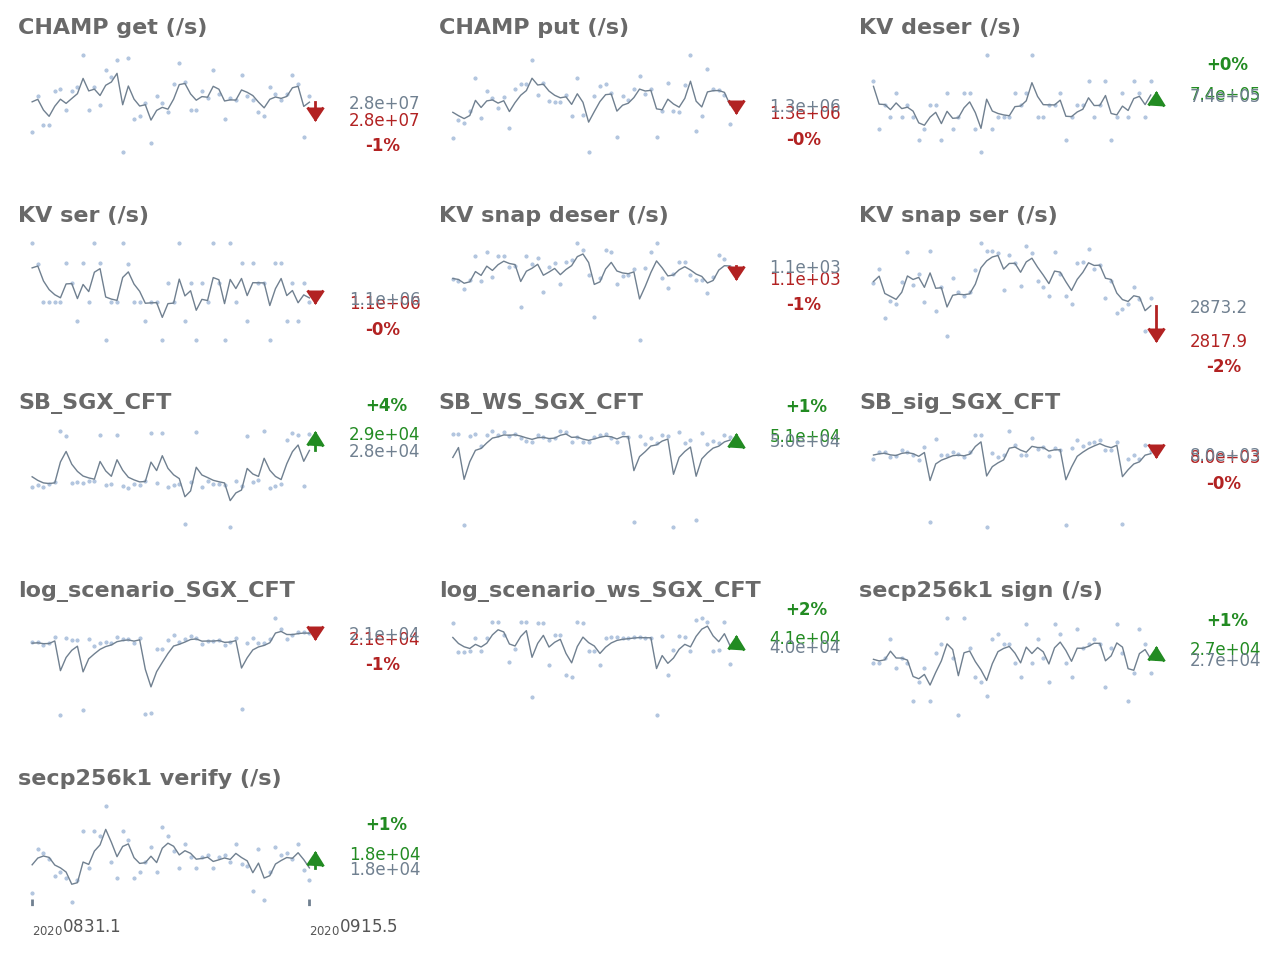 CHAMP get (/s)
2.8e+07
2.8e+07
-1%
CHAMP put (/s)
1.3e+06
1.3e+06
-0%
KV deser (/s)
+0%
7.4e+05
7.4e+05
KV ser (/s)
1.1e+06
1.1e+06
-0%
KV snap deser (/s)
1.1e+03
1.1e+03
-1%
KV snap ser (/s)
2873.2
2817.9
-2%
SB_SGX_CFT
+4%
2.9e+04
2.8e+04
SB_WS_SGX_CFT
+1%
5.1e+04
5.0e+04
SB_sig_SGX_CFT
8.0e+03
8.0e+03
-0%
log_scenario_SGX_CFT
2.1e+04
2.1e+04
-1%
log_scenario_ws_SGX_CFT
+2%
4.1e+04
4.0e+04
secp256k1 sign (/s)
+1%
2.7e+04
2.7e+04
secp256k1 verify (/s)
+1%
1.8e+04
1.8e+04
20200831.1
20200915.5